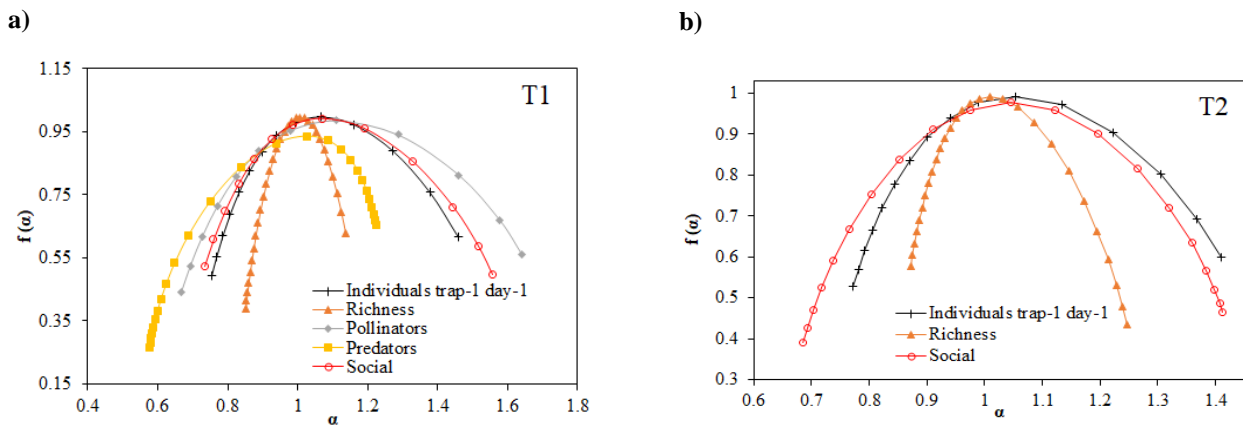 a)
b)
T1
1.15
0.95
0.75
0.55
0.35
0.15
f (α)
0.4 0.6 0.8 1 1.2 1.4 1.6 1.8
α
Individuals trap-1 day-1
Richness
Pollinators
Predators
Social
T2
1
0.9
0.8
0.7
0.6
0.5
0.4
0.3
f (α)
0.6 0.7 0.8 0.9 1 1.1 1.2 1.3 1.4
α
Individuals trap-1 day-1
Richness
Social